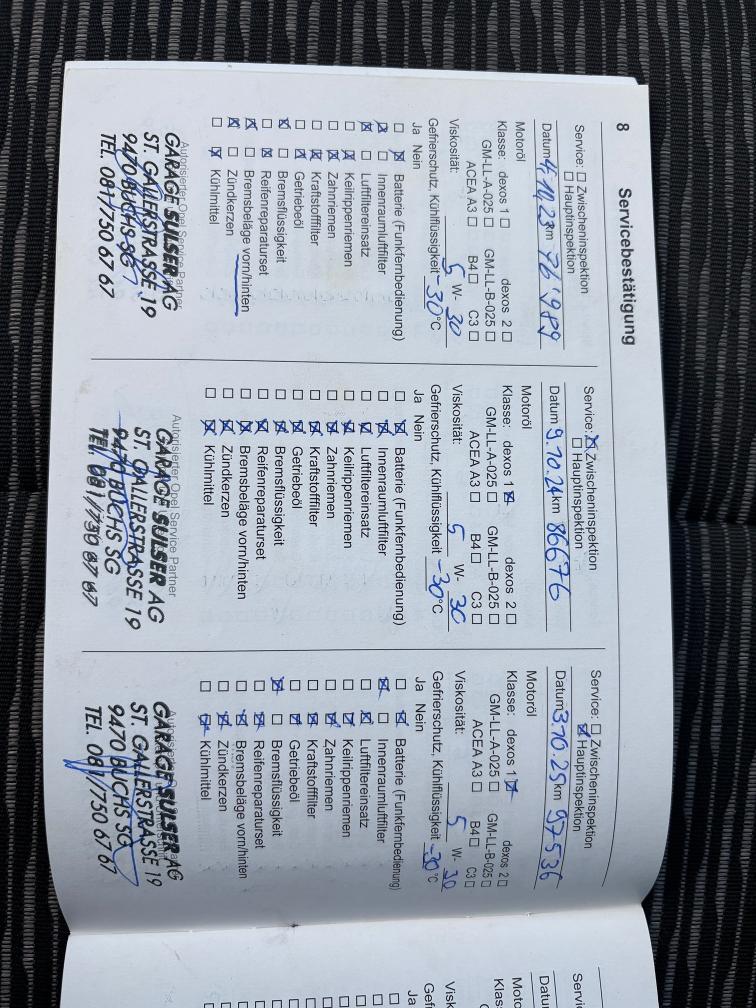 8
Servicebestätigung
Service: ☐ Zwischeninspektion
☐ Hauptinspektion
Datum 4.10.23 km 76'989
Motoröl
Klasse: dexos 1 ☐ dexos 2 ☐
GM-LL-A-025 ☐ GM-LL-B-025 ☐
ACEA A3 ☐ B4 ☐ C3 ☐
Viskosität: 5 W- 30
Gefrierschutz, Kühlflüssigkeit -30 °C
Ja Nein
☐ ☒ Batterie (Funkfernbedienung)
☒ ☐ Innenraumluftfilter
☒ ☐ Luftfiltereinsatz
☐ ☒ Keilrippenriemen
☐ ☒ Zahnriemen
☐ ☒ Kraftstofffilter
☐ ☒ Getriebeöl
☒ ☐ Bremsflüssigkeit
☐ ☒ Reifenreparaturset
☒ ☐ Bremsbeläge vorn/hinten
☒ ☐ Zündkerzen
☐ ☒ Kühlmittel
Autorisierter Opel Service Partner
GARAGE SULSER AG
ST. GALLERSTRASSE 19
9470 BUCHS SG
TEL. 081/750 67 67
Service: ☒ Zwischeninspektion
☐ Hauptinspektion
Datum 9.10.24 km 86676
Motoröl
Klasse: dexos 1 ☒ dexos 2 ☐
GM-LL-A-025 ☐ GM-LL-B-025 ☐
ACEA A3 ☐ B4 ☐ C3 ☐
Viskosität: 5 W- 30
Gefrierschutz, Kühlflüssigkeit -30 °C
Ja Nein
☐ ☒ Batterie (Funkfernbedienung)
☐ ☒ Innenraumluftfilter
☐ ☒ Luftfiltereinsatz
☐ ☒ Keilrippenriemen
☐ ☒ Zahnriemen
☐ ☒ Kraftstofffilter
☐ ☒ Getriebeöl
☐ ☒ Bremsflüssigkeit
☐ ☒ Reifenreparaturset
☐ ☒ Bremsbeläge vorn/hinten
☐ ☒ Zündkerzen
☐ ☒ Kühlmittel
Autorisierter Opel Service Partner
GARAGE SULSER AG
ST. GALLERSTRASSE 19
9470 BUCHS SG
TEL. 081/750 67 67
Service: ☐ Zwischeninspektion
☒ Hauptinspektion
Datum 3.10.25 km 97536
Motoröl
Klasse: dexos 1 ☒ dexos 2 ☐
GM-LL-A-025 ☐ GM-LL-B-025 ☐
ACEA A3 ☐ B4 ☐ C3 ☐
Viskosität: 5 W- 30
Gefrierschutz, Kühlflüssigkeit -30 °C
Ja Nein
☐ ☒ Batterie (Funkfernbedienung)
☒ ☐ Innenraumluftfilter
☐ ☒ Luftfiltereinsatz
☐ ☒ Keilrippenriemen
☐ ☒ Zahnriemen
☐ ☒ Kraftstofffilter
☐ ☒ Getriebeöl
☒ ☐ Bremsflüssigkeit
☐ ☒ Reifenreparaturset
☐ ☒ Bremsbeläge vorn/hinten
☐ ☒ Zündkerzen
☐ ☒ Kühlmittel
GARAGE SULSER AG
ST. GALLERSTRASSE 19
9470 BUCHS SG
TEL. 081/750 67 67
Servic
Datu
Moto
Klas
Visk
Gef
Ja